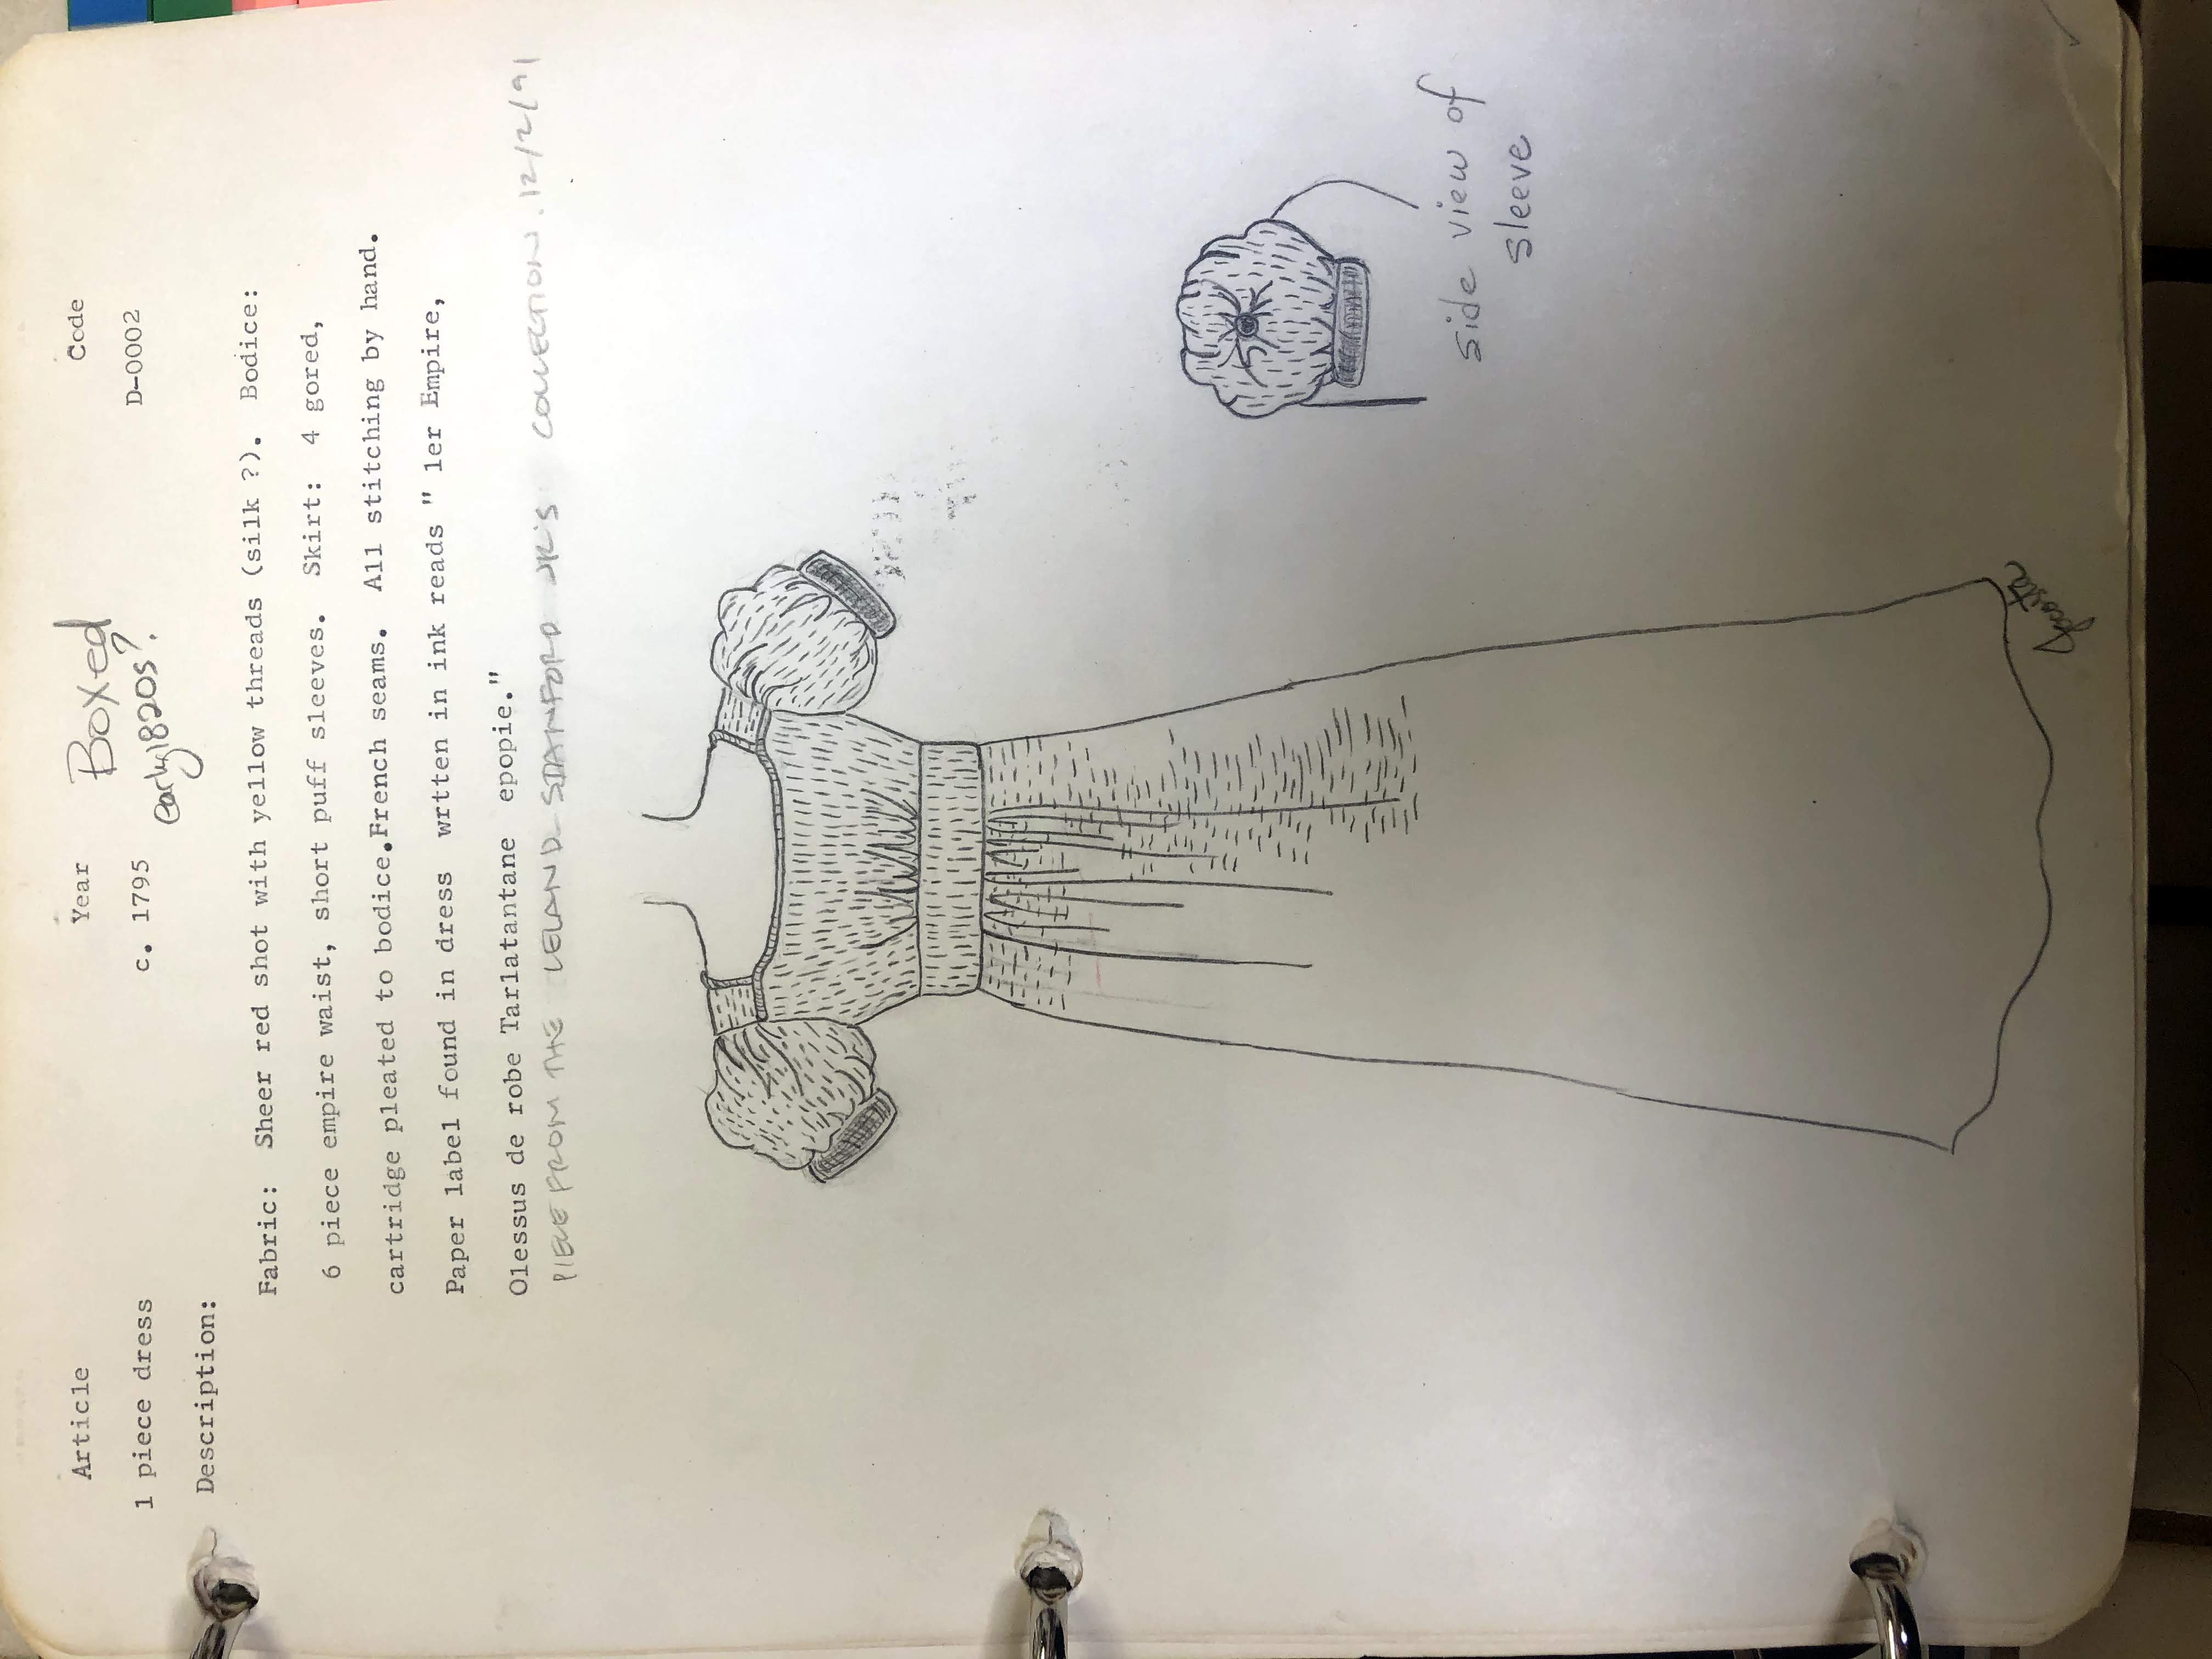 Article Year Boxed Code
1 piece dress c. 1795 early 1820s? D-0002
Description:
Fabric: Sheer red shot with yellow threads (silk ?). Bodice:
6 piece empire waist, short puff sleeves. Skirt: 4 gored,
cartridge pleated to bodice.French seams. All stitching by hand.
Paper label found in dress wrtten in ink reads " 1er Empire,
Olessus de robe Tarlatantane epopie."
PIECE FROM THE LELAND STANFORD JR'S COLLECTION. 12/2/91
side view of
sleeve